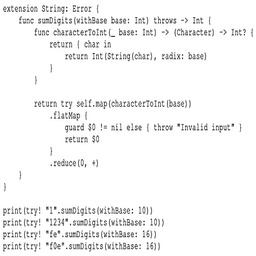 extension String: Error {
    func sumDigits(withBase base: Int) throws -> Int {
        func characterToInt(_ base: Int) -> (Character) -> Int? {
            return { char in
                return Int(String(char), radix: base)
            }
        }

        return try self.map(characterToInt(base))
            .flatMap {
                guard $0 != nil else { throw "Invalid input" }
                return $0
            }
            .reduce(0, +)
    }
}

print(try! "1".sumDigits(withBase: 10))
print(try! "1234".sumDigits(withBase: 10))
print(try! "fe".sumDigits(withBase: 16))
print(try! "f0e".sumDigits(withBase: 16))